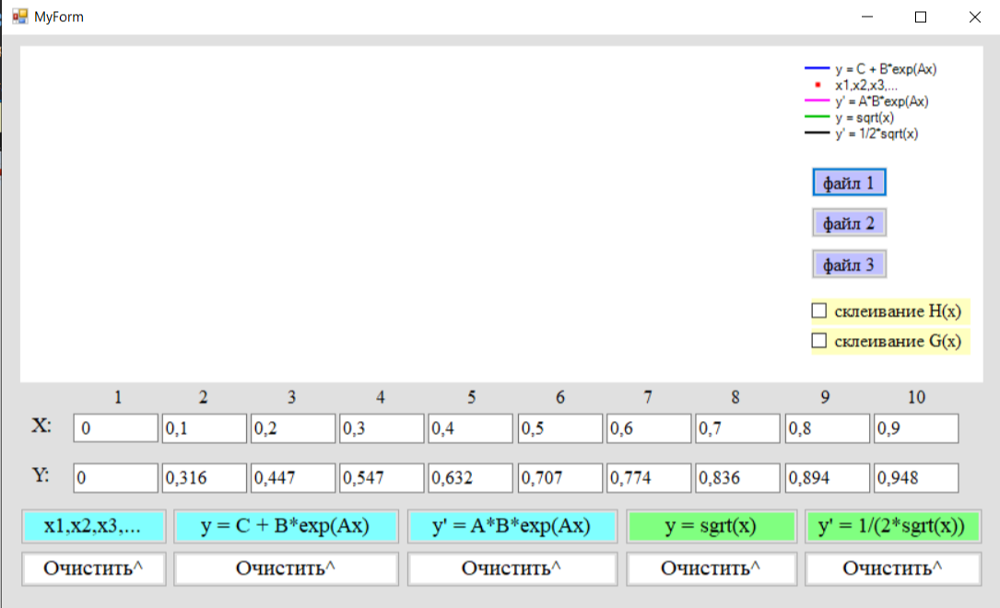 MyForm
y = C + B*exp(Ax)
x1,x2,x3,...
y' = A*B*exp(Ax)
y = sqrt(x)
y' = 1/2*sqrt(x)
файл 1
файл 2
файл 3
склеивание H(x)
склеивание G(x)
1 2 3 4 5 6 7 8 9 10
X: 0 0,1 0,2 0,3 0,4 0,5 0,6 0,7 0,8 0,9
Y: 0 0,316 0,447 0,547 0,632 0,707 0,774 0,836 0,894 0,948
x1,x2,x3,... y = C + B*exp(Ax) y' = A*B*exp(Ax) y = sgrt(x) y' = 1/(2*sgrt(x))
Очистить^ Очистить^ Очистить^ Очистить^ Очистить^